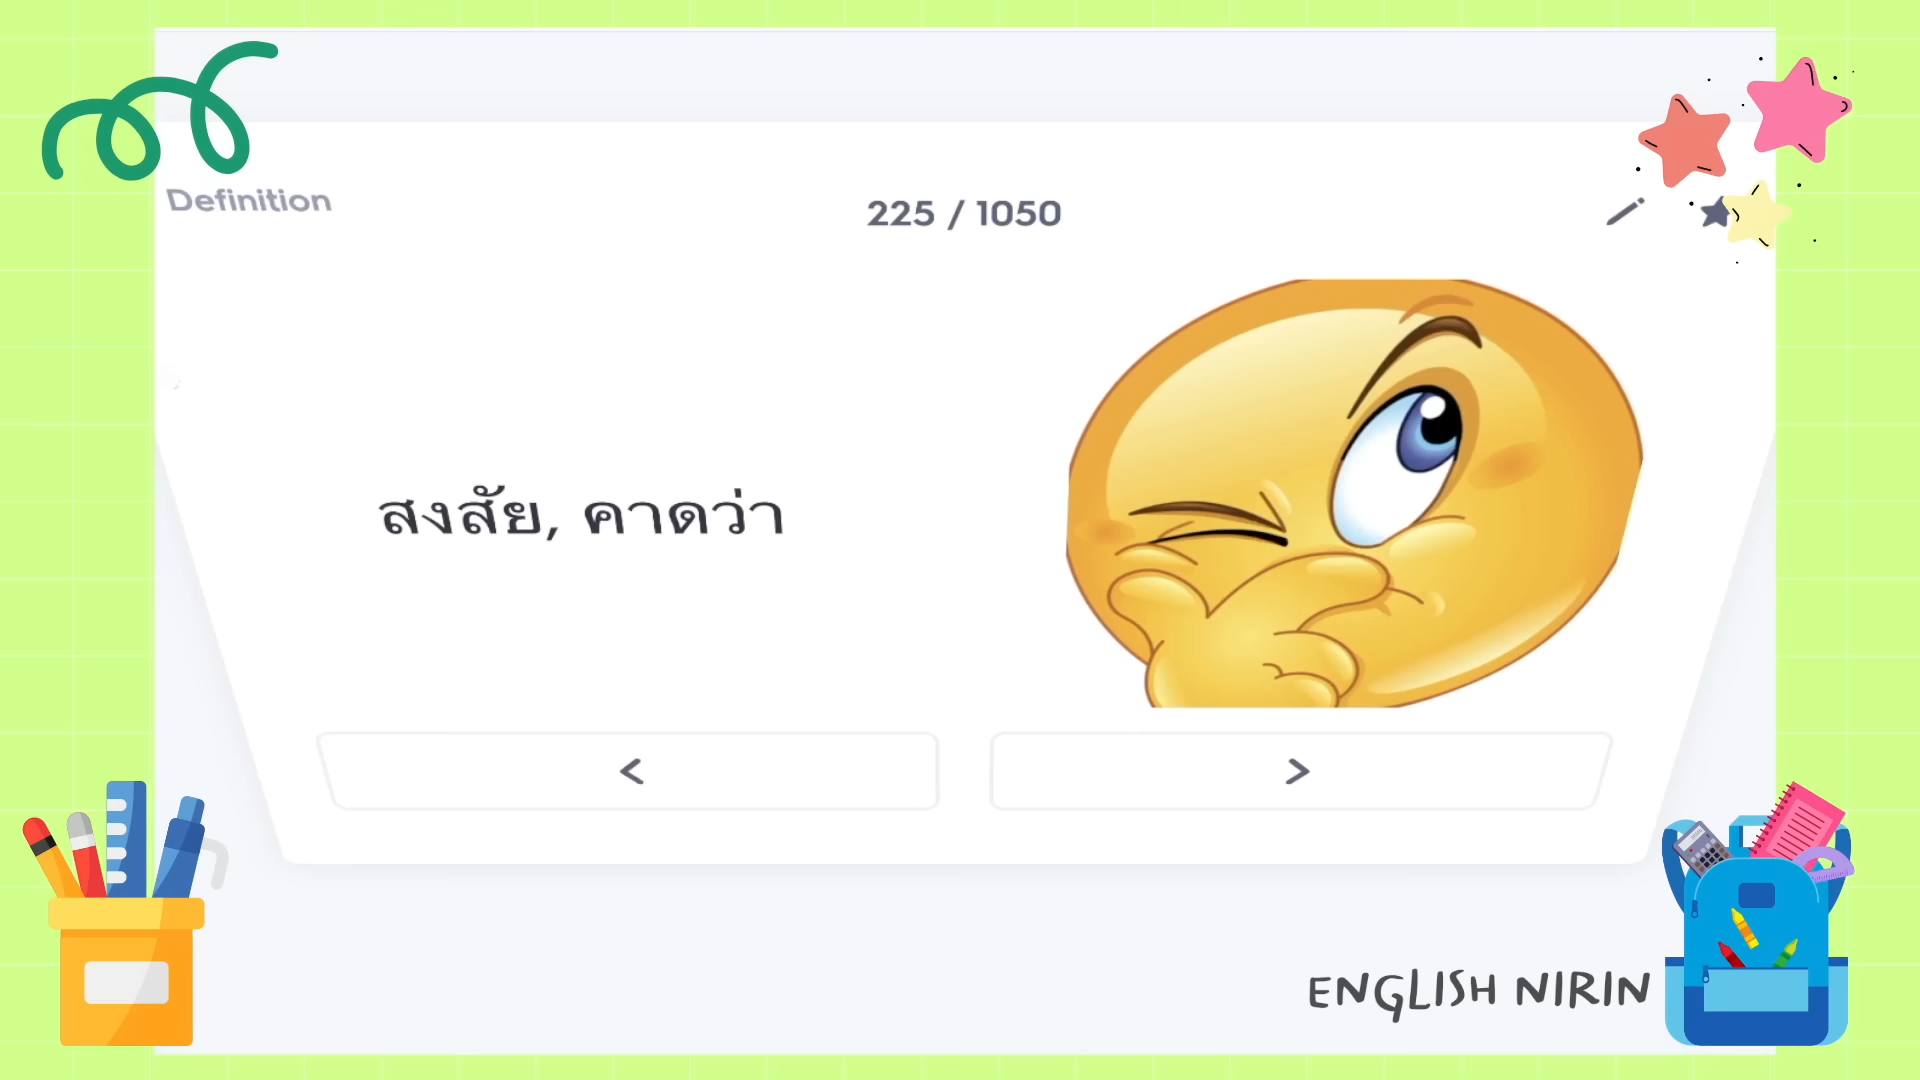 Definition
225 / 1050
สงสัย, คาดว่า
<
>
ENGLISH NIRIN